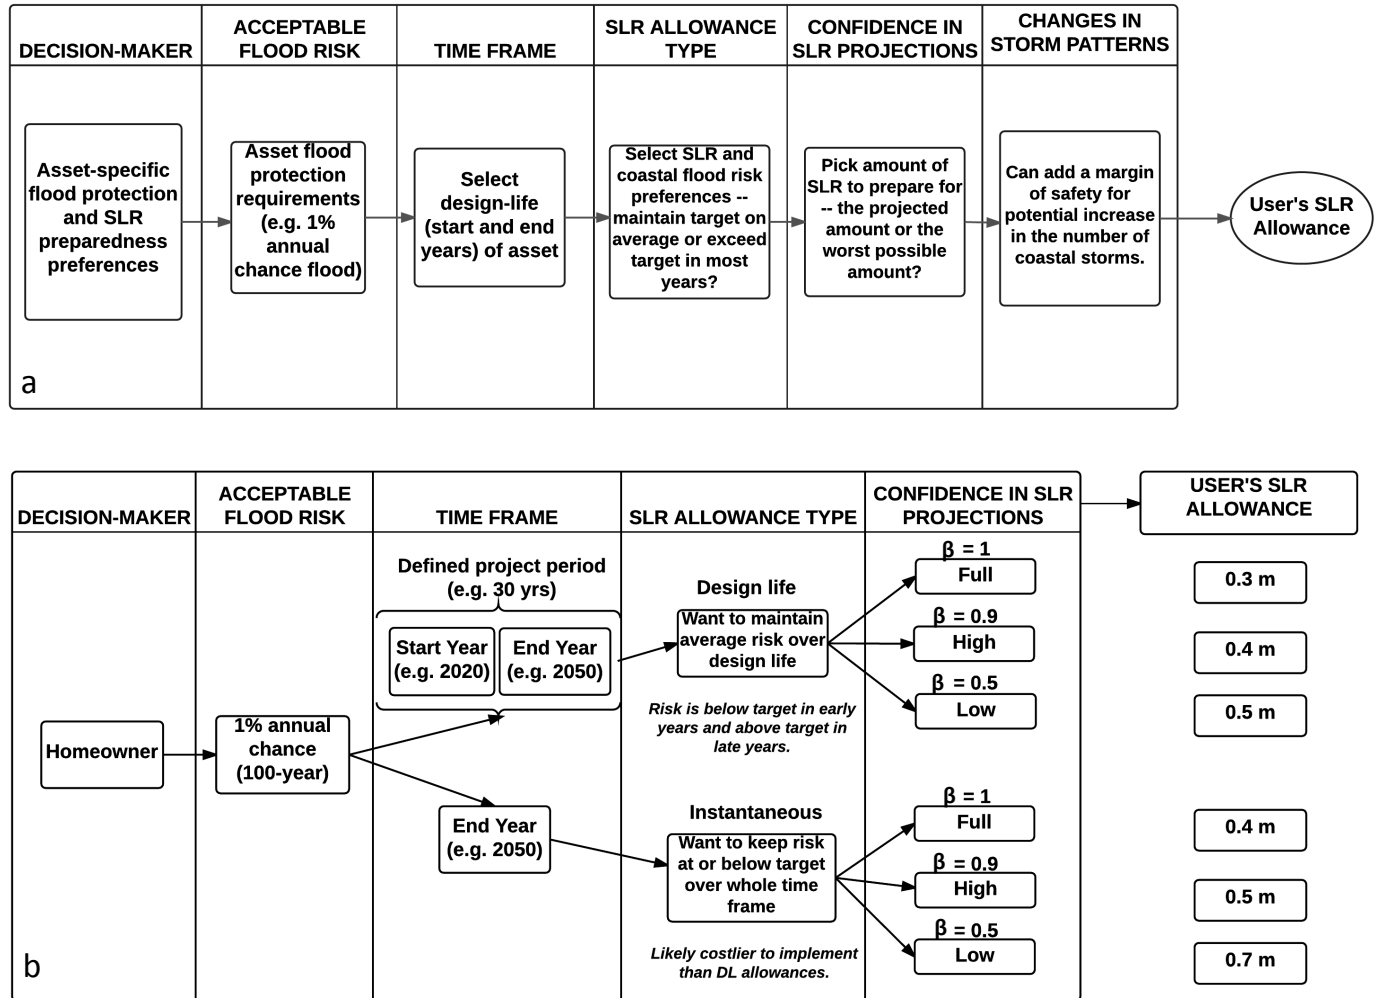 DECISION-MAKER
ACCEPTABLE
FLOOD RISK
TIME FRAME
SLR ALLOWANCE
TYPE
CONFIDENCE IN
SLR PROJECTIONS
CHANGES IN
STORM PATTERNS
Asset-specific
flood protection
and SLR
preparedness
preferences
Asset flood
protection
requirements
(e.g. 1%
annual
chance flood)
Select
design-life
(start and end
years) of asset
Select SLR and
coastal flood risk
preferences --
maintain target on
average or exceed
target in most
years?
Pick amount of
SLR to prepare for
-- the projected
amount or the
worst possible
amount?
Can add a margin
of safety for
potential increase
in the number of
coastal storms.
User's SLR
Allowance
a
DECISION-MAKER
ACCEPTABLE
FLOOD RISK
TIME FRAME
SLR ALLOWANCE TYPE
CONFIDENCE IN SLR
PROJECTIONS
USER'S SLR
ALLOWANCE
Homeowner
1% annual
chance
(100-year)
Defined project period
(e.g. 30 yrs)
Start Year
(e.g. 2020)
End Year
(e.g. 2050)
Design life
Want to maintain
average risk over
design life
Risk is below target in early
years and above target in
late years.
β = 1
Full
β = 0.9
High
β = 0.5
Low
0.3 m
0.4 m
0.5 m
End Year
(e.g. 2050)
Instantaneous
Want to keep risk
at or below target
over whole time
frame
Likely costlier to implement
than DL allowances.
β = 1
Full
β = 0.9
High
β = 0.5
Low
0.4 m
0.5 m
0.7 m
b